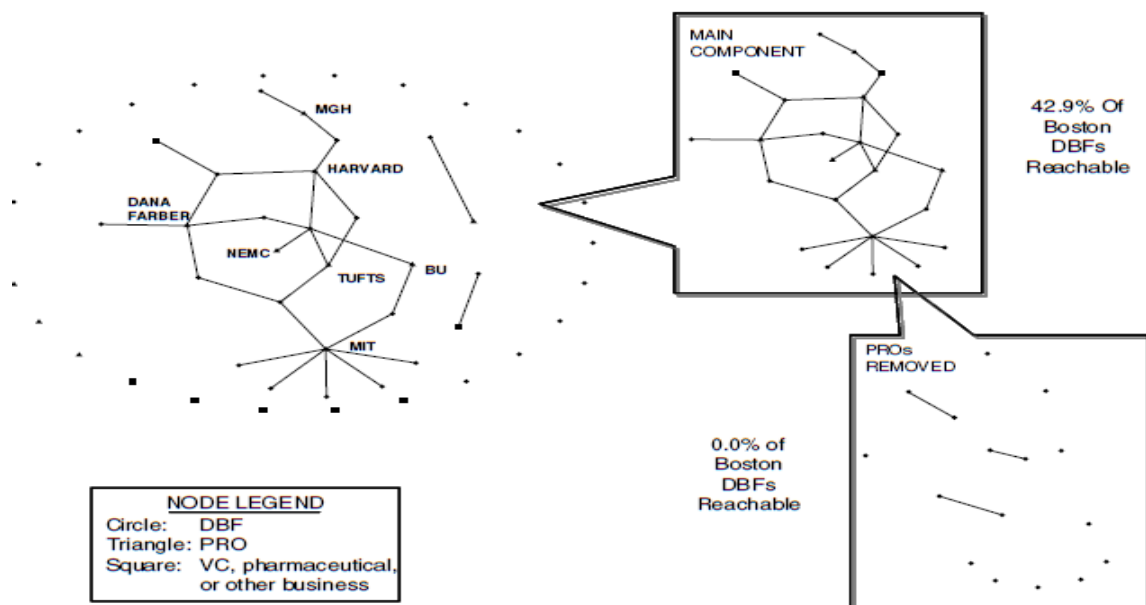 MGH
HARVARD
DANA
FARBER
NEMC
TUFTS
BU
MIT
MAIN
COMPONENT
42.9% Of
Boston
DBFs
Reachable
PROs
REMOVED
0.0% of
Boston
DBFs
Reachable
NODE LEGEND
Circle: DBF
Triangle: PRO
Square: VC, pharmaceutical,
or other business